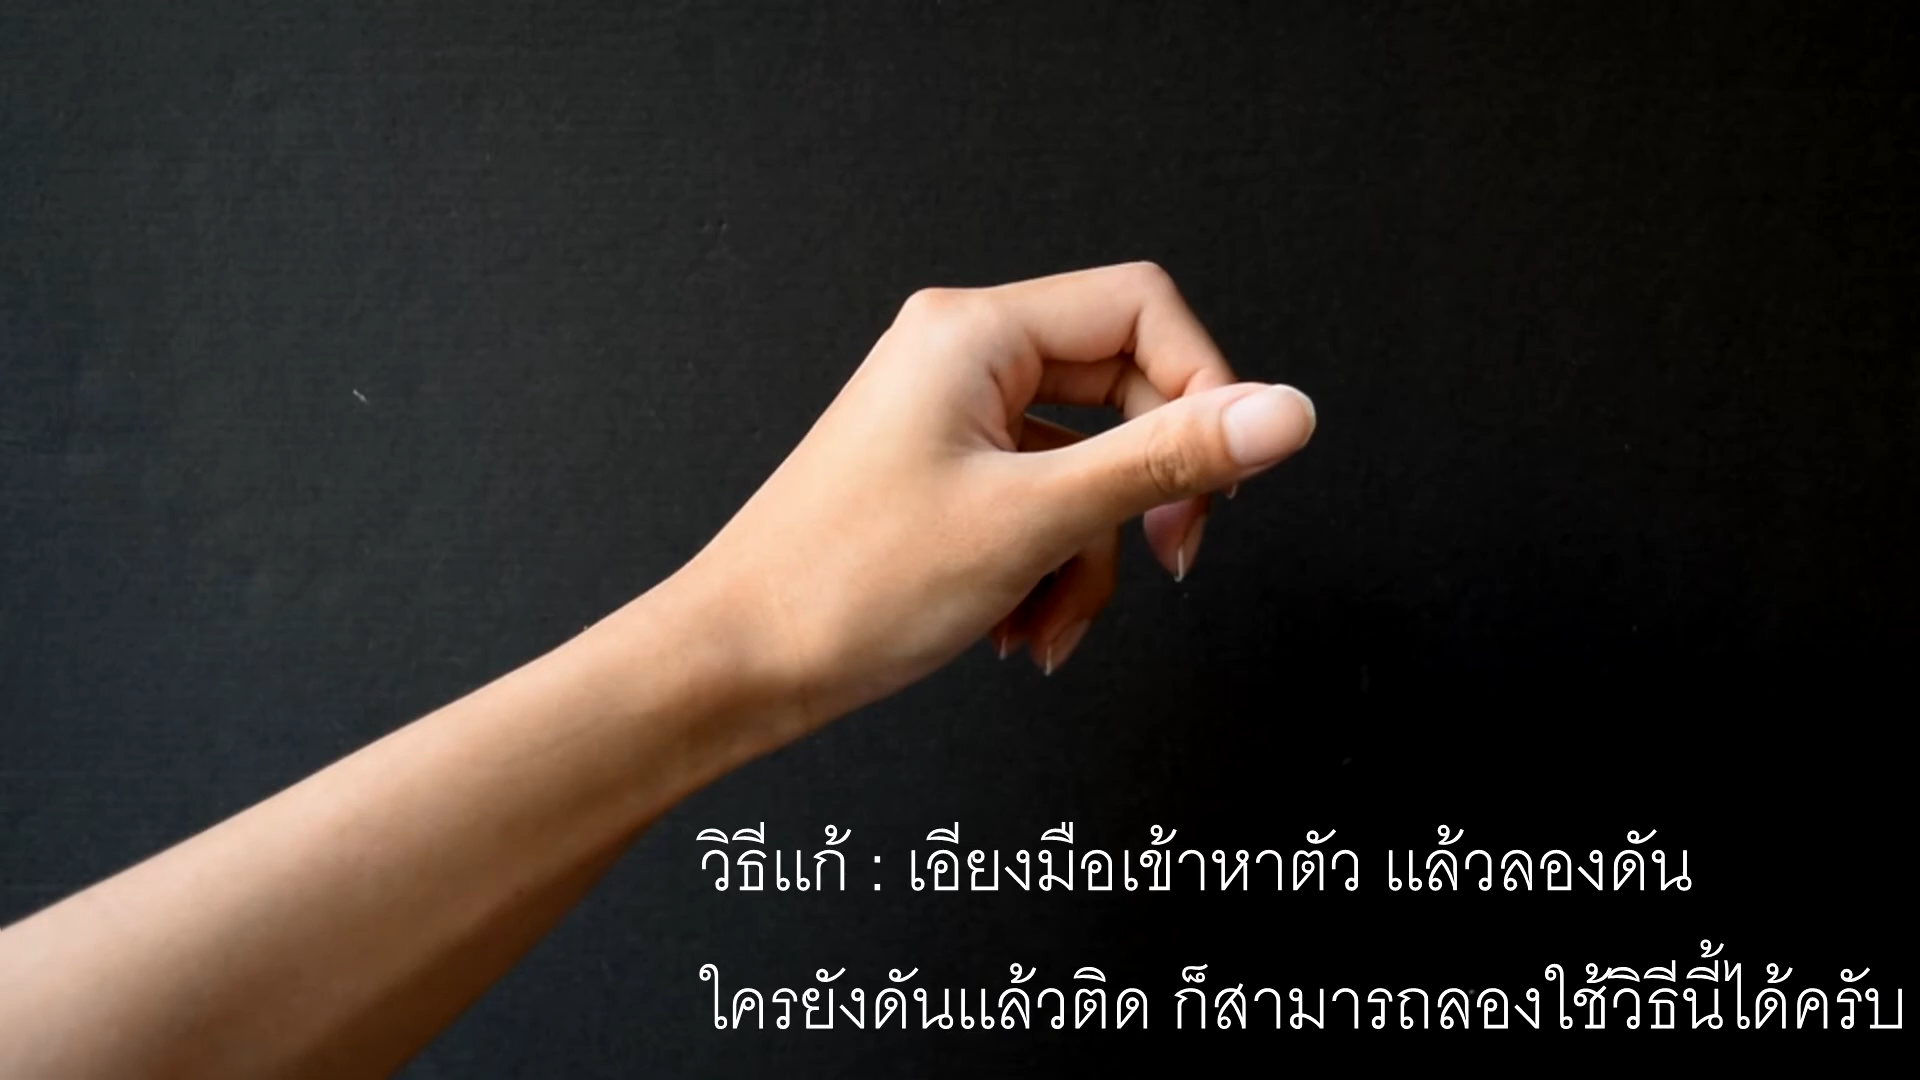 วิธีแก้ : เอียงมือเข้าหาตัว แล้วลองดัน
ใครยังดันแล้วติด ก็สามารถลองใช้วิธีนี้ได้ครับ